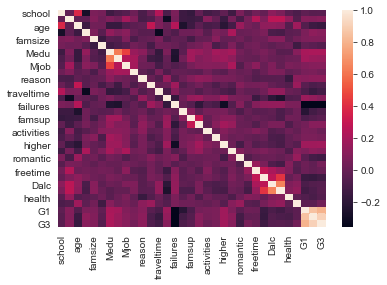 school
age
famsize
Medu
Mjob
reason
traveltime
failures
famsup
activities
higher
romantic
freetime
Dalc
health
G1
G3
school
age
famsize
Medu
Mjob
reason
traveltime
failures
famsup
activities
higher
romantic
freetime
Dalc
health
G1
G3
1.0
0.8
0.6
0.4
0.2
0.0
−0.2